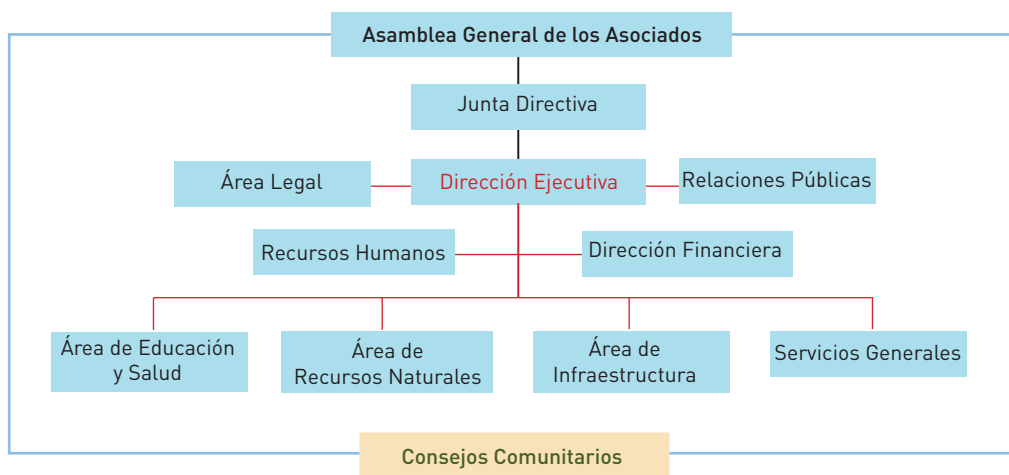 Asamblea General de los Asociados
Junta Directiva
Área Legal
Dirección Ejecutiva
Relaciones Públicas
Recursos Humanos
Dirección Financiera
Área de Educación
y Salud
Área de
Recursos Naturales
Área de
Infraestructura
Servicios Generales
Consejos Comunitarios